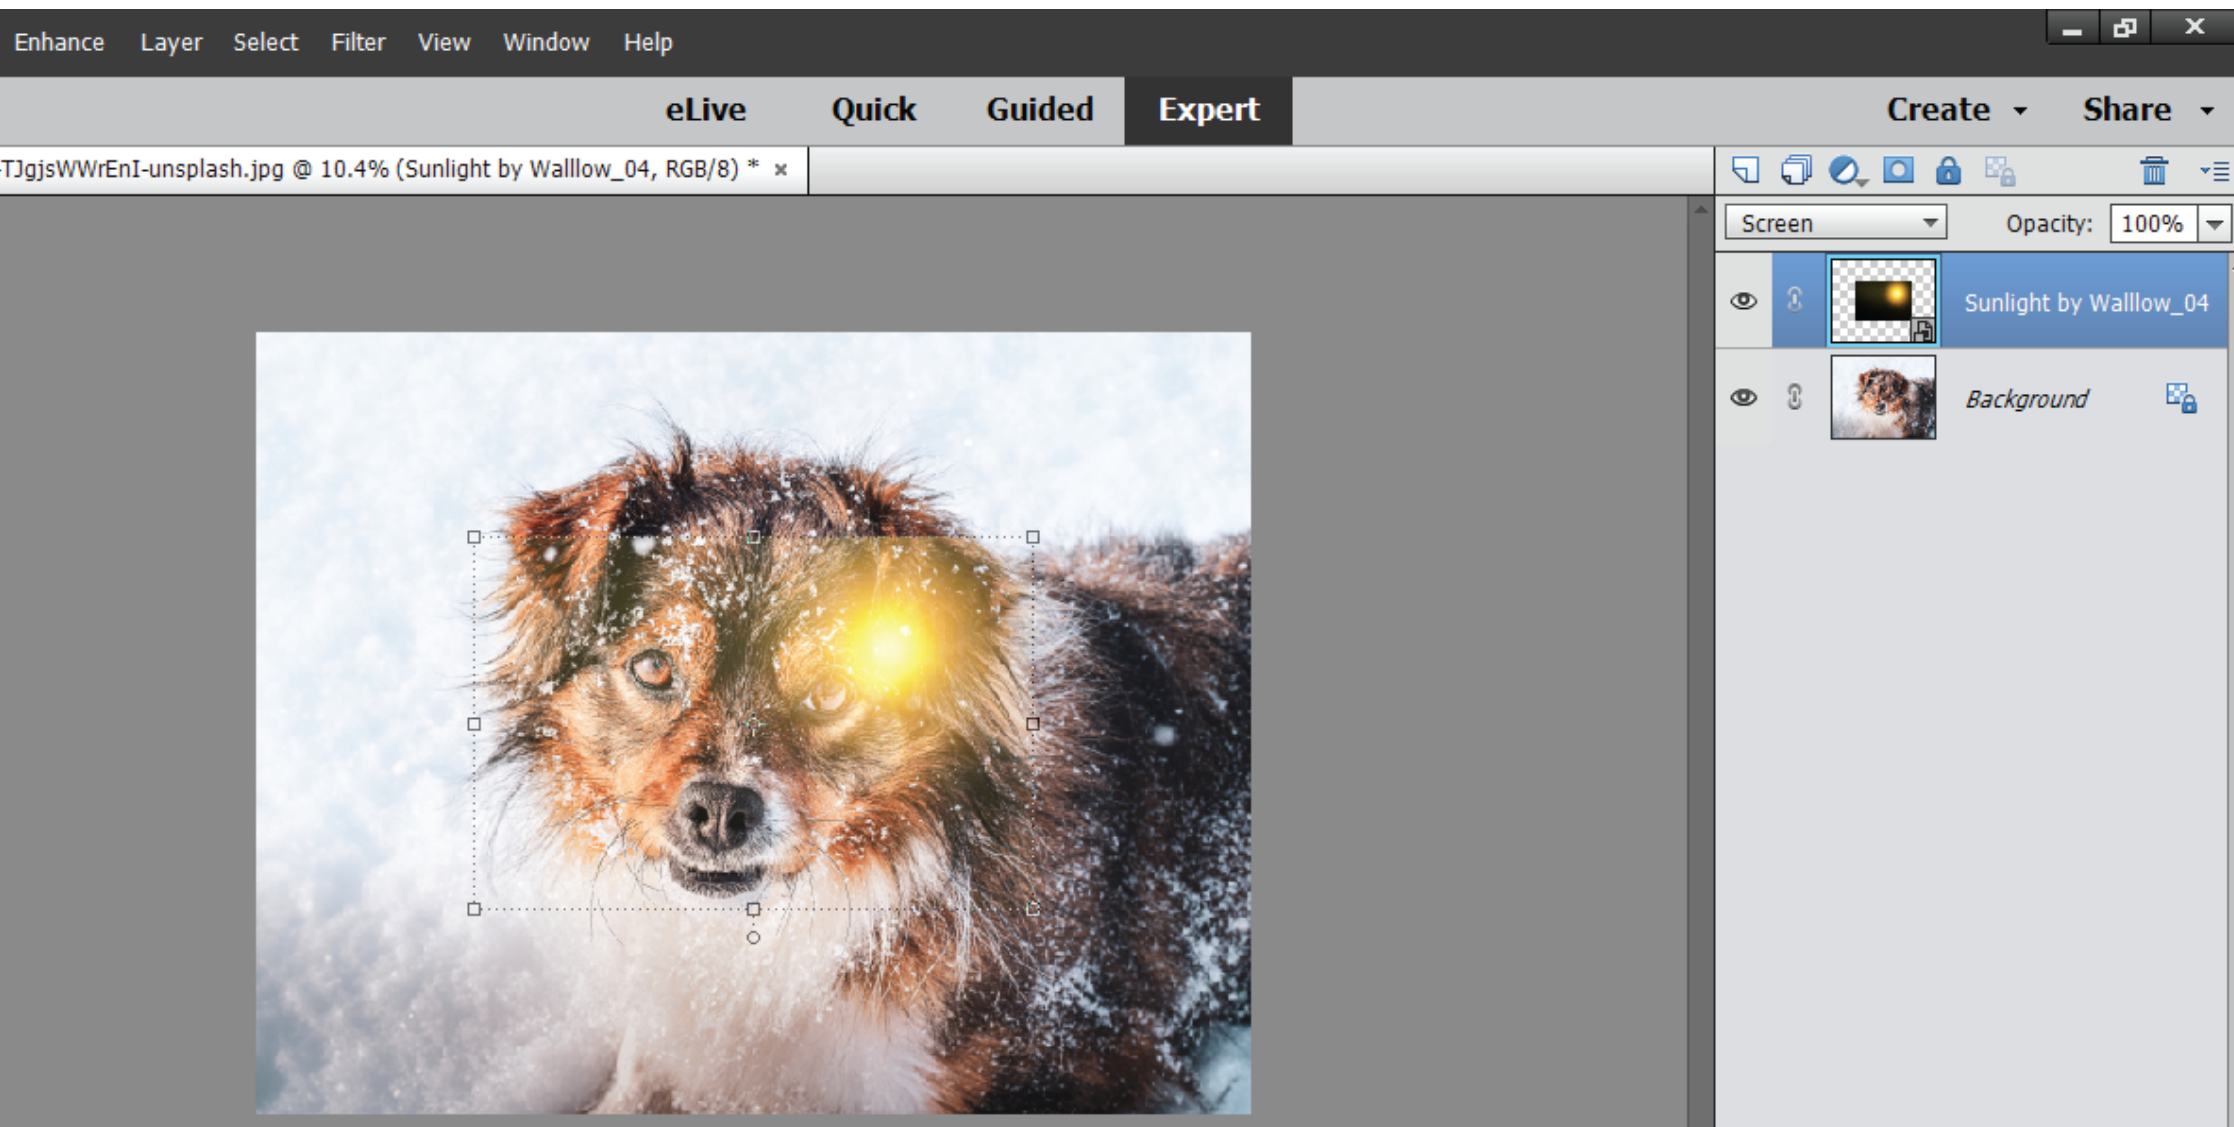 Enhance Layer Select Filter View Window Help
eLive Quick Guided Expert Create Share
-TJgjsWWrEnI-unsplash.jpg @ 10.4% (Sunlight by Walllow_04, RGB/8) * x
Screen Opacity: 100%
Sunlight by Walllow_04
Background